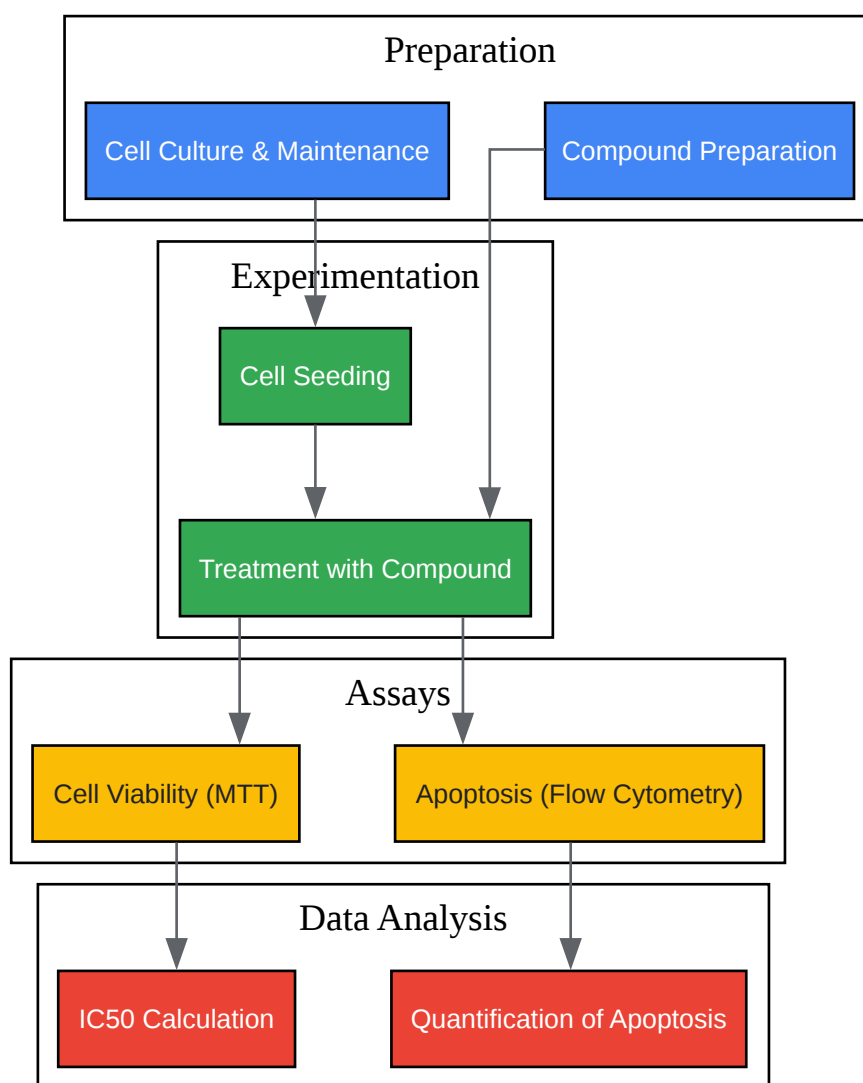 Preparation
Cell Culture & Maintenance
Compound Preparation
Experimentation
Cell Seeding
Treatment with Compound
Assays
Cell Viability (MTT)
Apoptosis (Flow Cytometry)
Data Analysis
IC50 Calculation
Quantification of Apoptosis